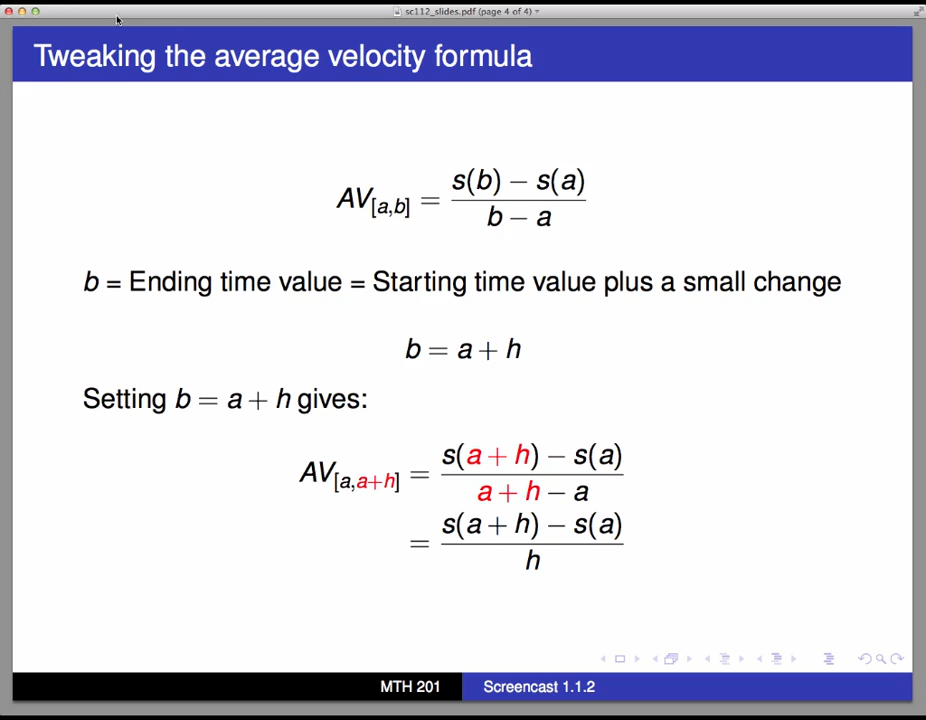 sc112_slides.pdf (page 4 of 4)
Tweaking the average velocity formula
AV[a,b] = s(b) − s(a) / b − a
b = Ending time value = Starting time value plus a small change
b = a + h
Setting b = a + h gives:
AV[a,a+h] = s(a + h) − s(a) / a + h − a
= s(a + h) − s(a) / h
MTH 201 Screencast 1.1.2